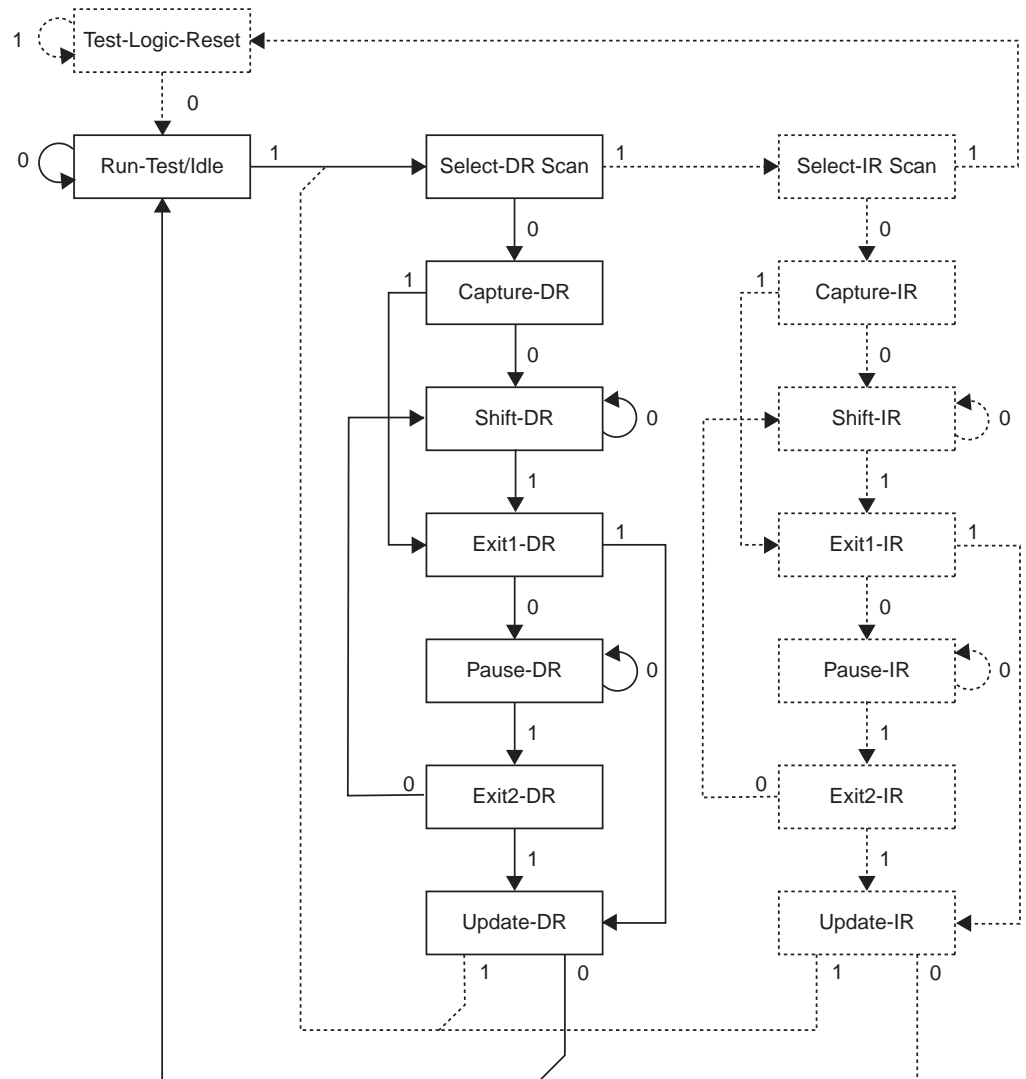 1 Test-Logic-Reset
0
0 Run-Test/Idle 1 Select-DR Scan 1 Select-IR Scan 1
0 0
1 Capture-DR 1 Capture-IR
0 0
Shift-DR 0 Shift-IR 0
1 1
Exit1-DR 1 Exit1-IR 1
0 0
Pause-DR 0 Pause-IR 0
1 1
0 Exit2-DR 0 Exit2-IR
1 1
Update-DR Update-IR
1 0 1 0